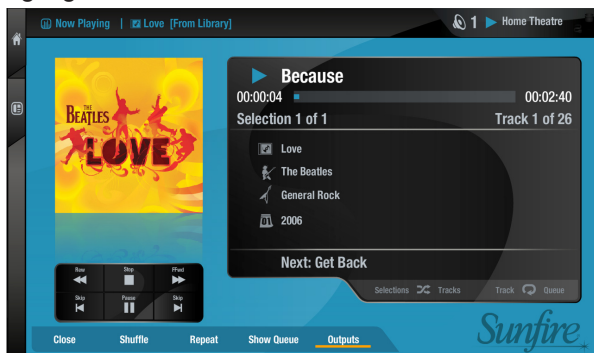 Now Playing | Love [From Library]
1 Home Theatre
THE
BEATLES
LOVE
Because
00:00:04 00:02:40
Selection 1 of 1 Track 1 of 26
Love
The Beatles
General Rock
2006
Next: Get Back
Selections Tracks Track Queue
Rew Stop FFwd
Skip Pause Skip
Close Shuffle Repeat Show Queue Outputs
Sunfire